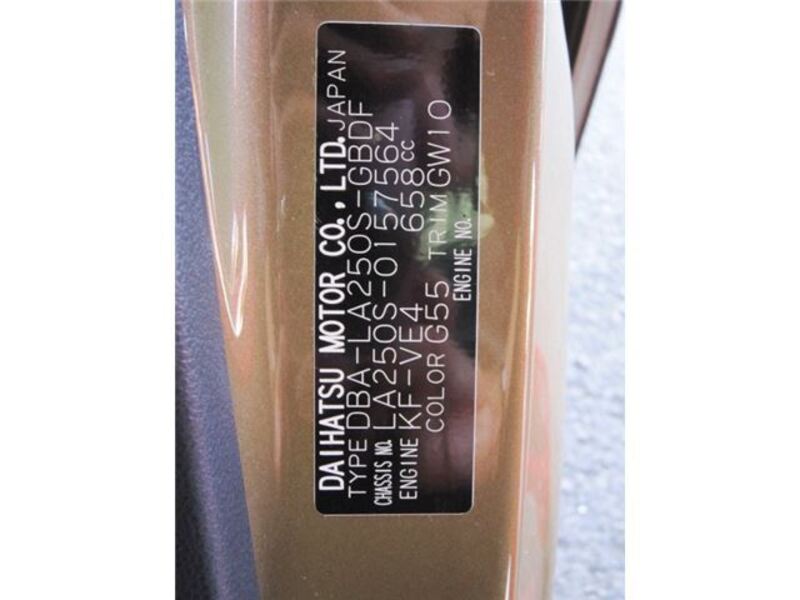 DAIHATSU MOTOR CO., LTD. JAPAN
TYPE DBA-LA250S-GBDF
CHASSIS NO. LA250S-0157564
ENGINE KF-VE4 658cc
COLOR G55 TRIM GW10
ENGINE NO.